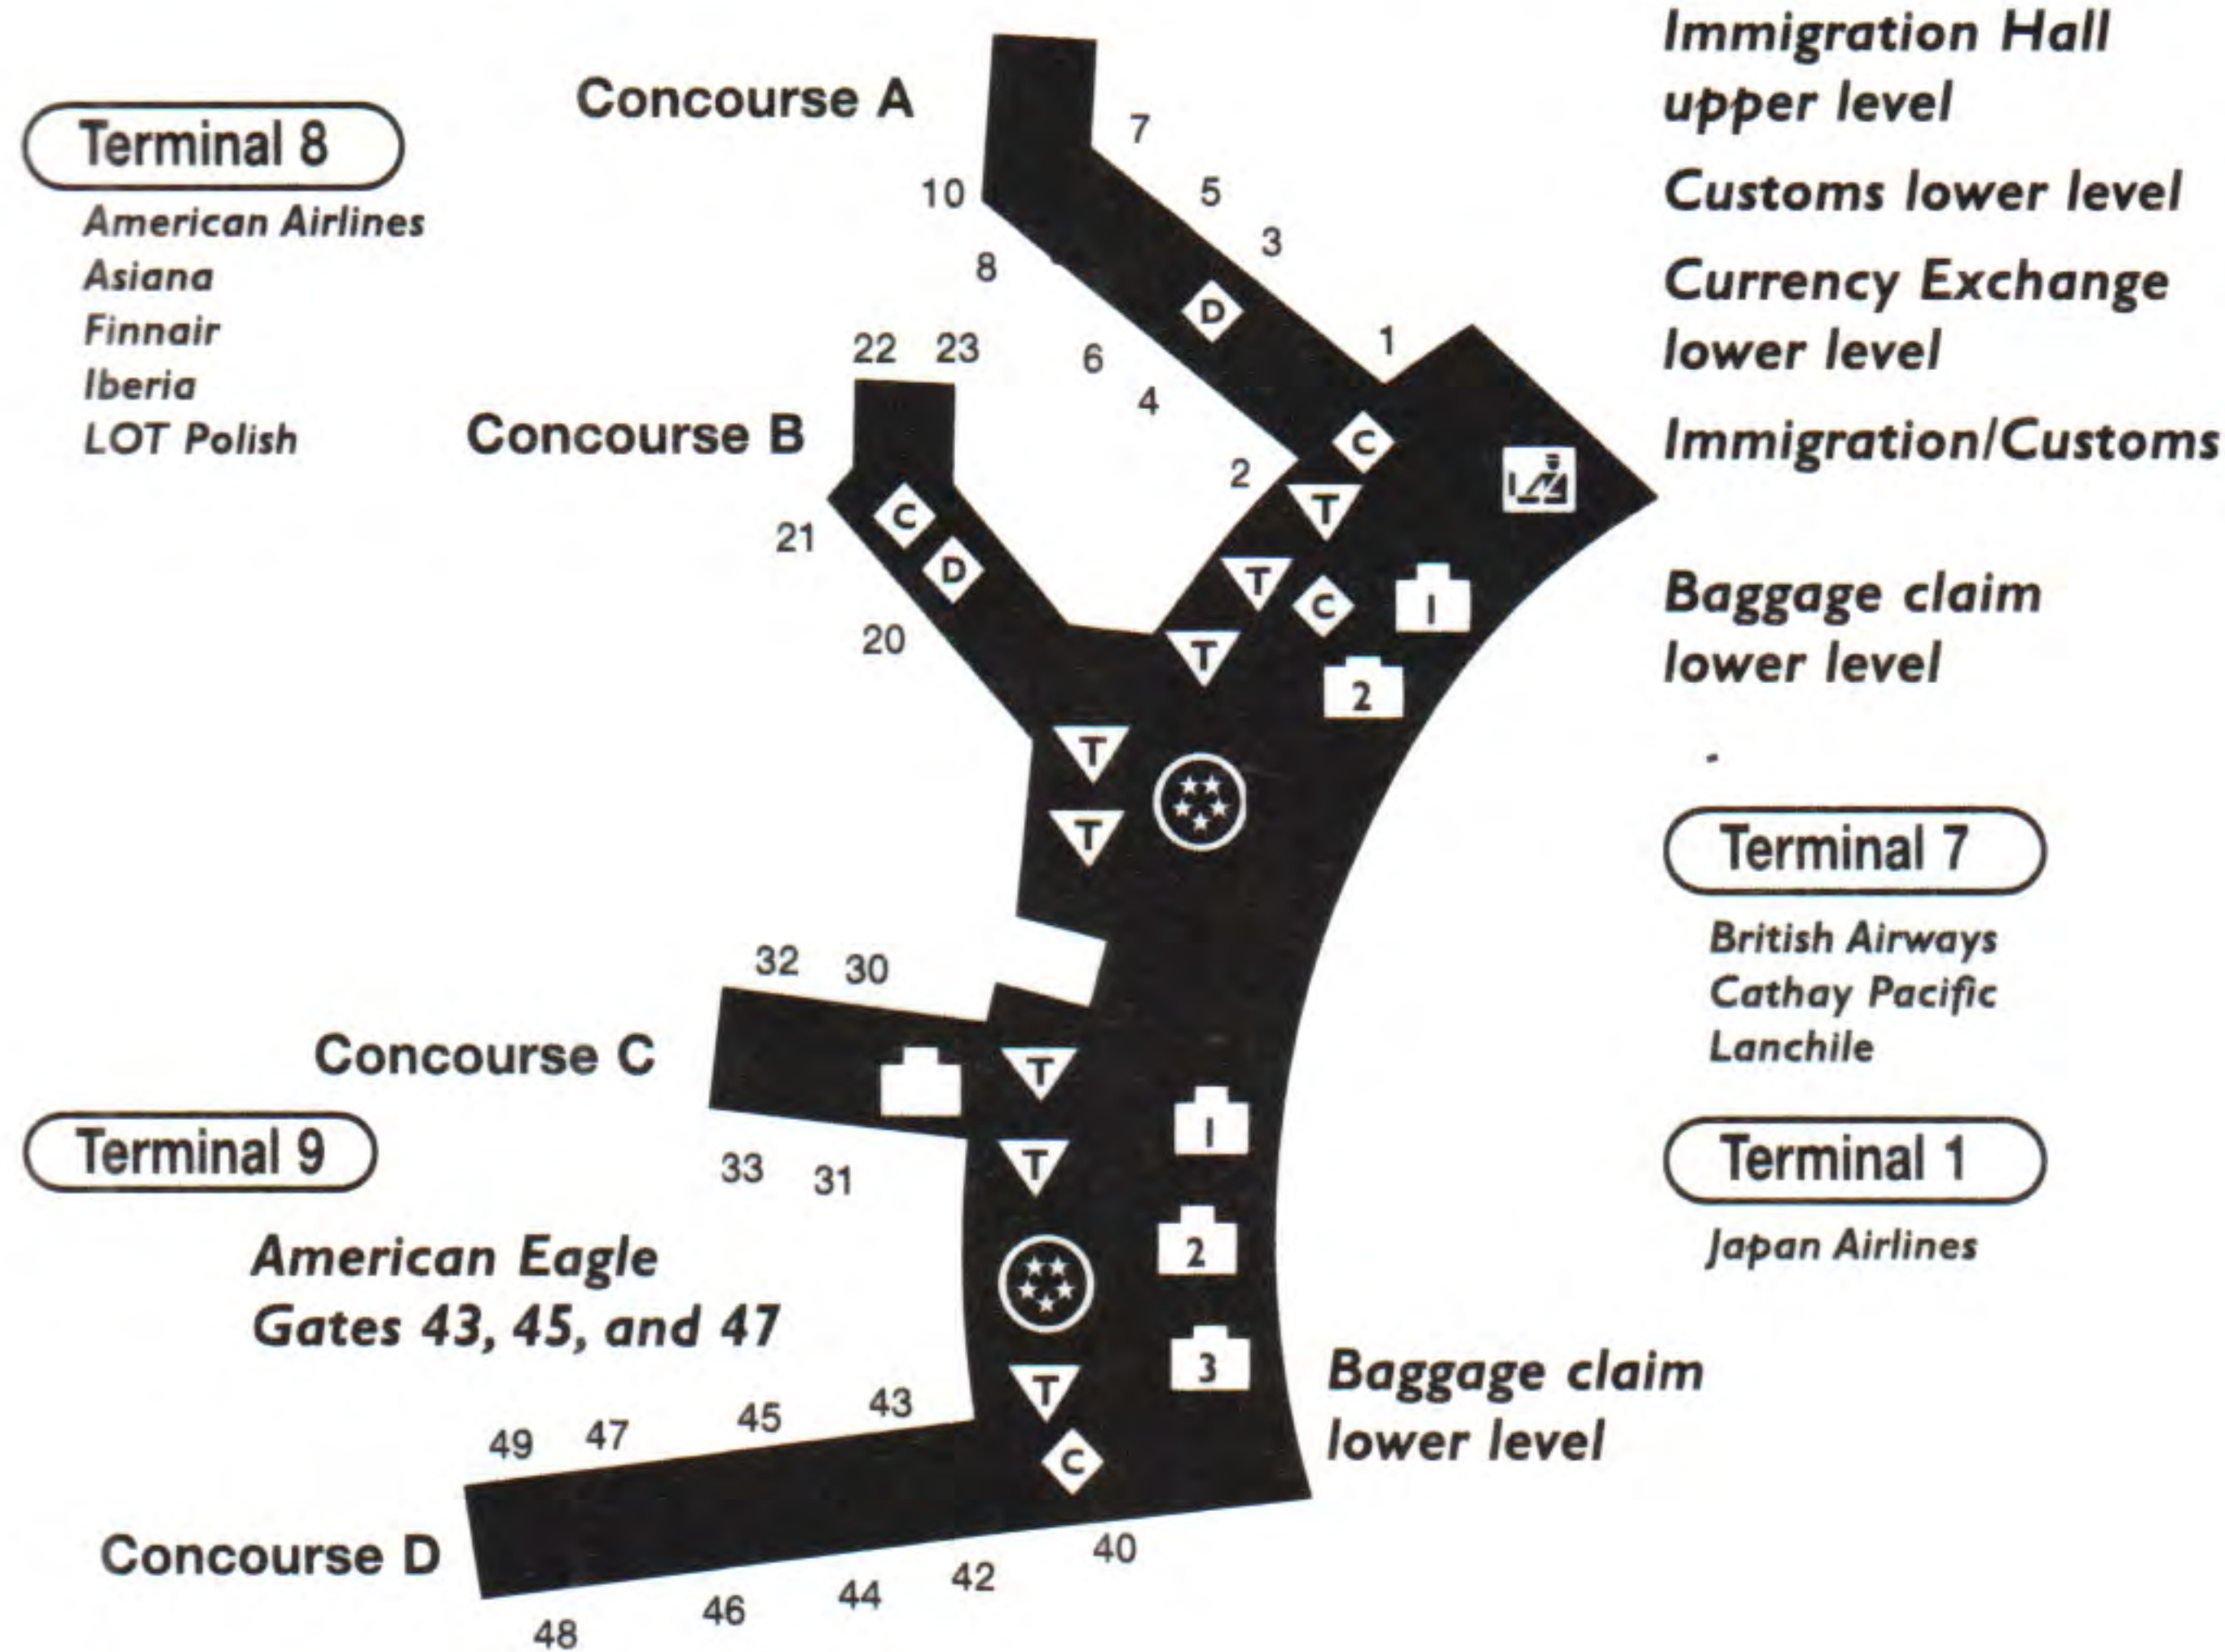 Immigration Hall
upper level
Customs lower level
Currency Exchange
lower level
Immigration/Customs
Baggage claim
lower level
Terminal 8
American Airlines
Asiana
Finnair
Iberia
LOT Polish
Concourse A
7
5
3
1
10
8
6
4
2
D
C
T
T
C
1
T
2
Concourse B
22 23
21
20
C
D
T
T
Terminal 7
British Airways
Cathay Pacific
Lanchile
Terminal 1
Japan Airlines
Concourse C
32 30
33 31
T
T
1
2
3
T
C
Terminal 9
American Eagle
Gates 43, 45, and 47
Baggage claim
lower level
49 47 45 43
Concourse D
48 46 44 42 40